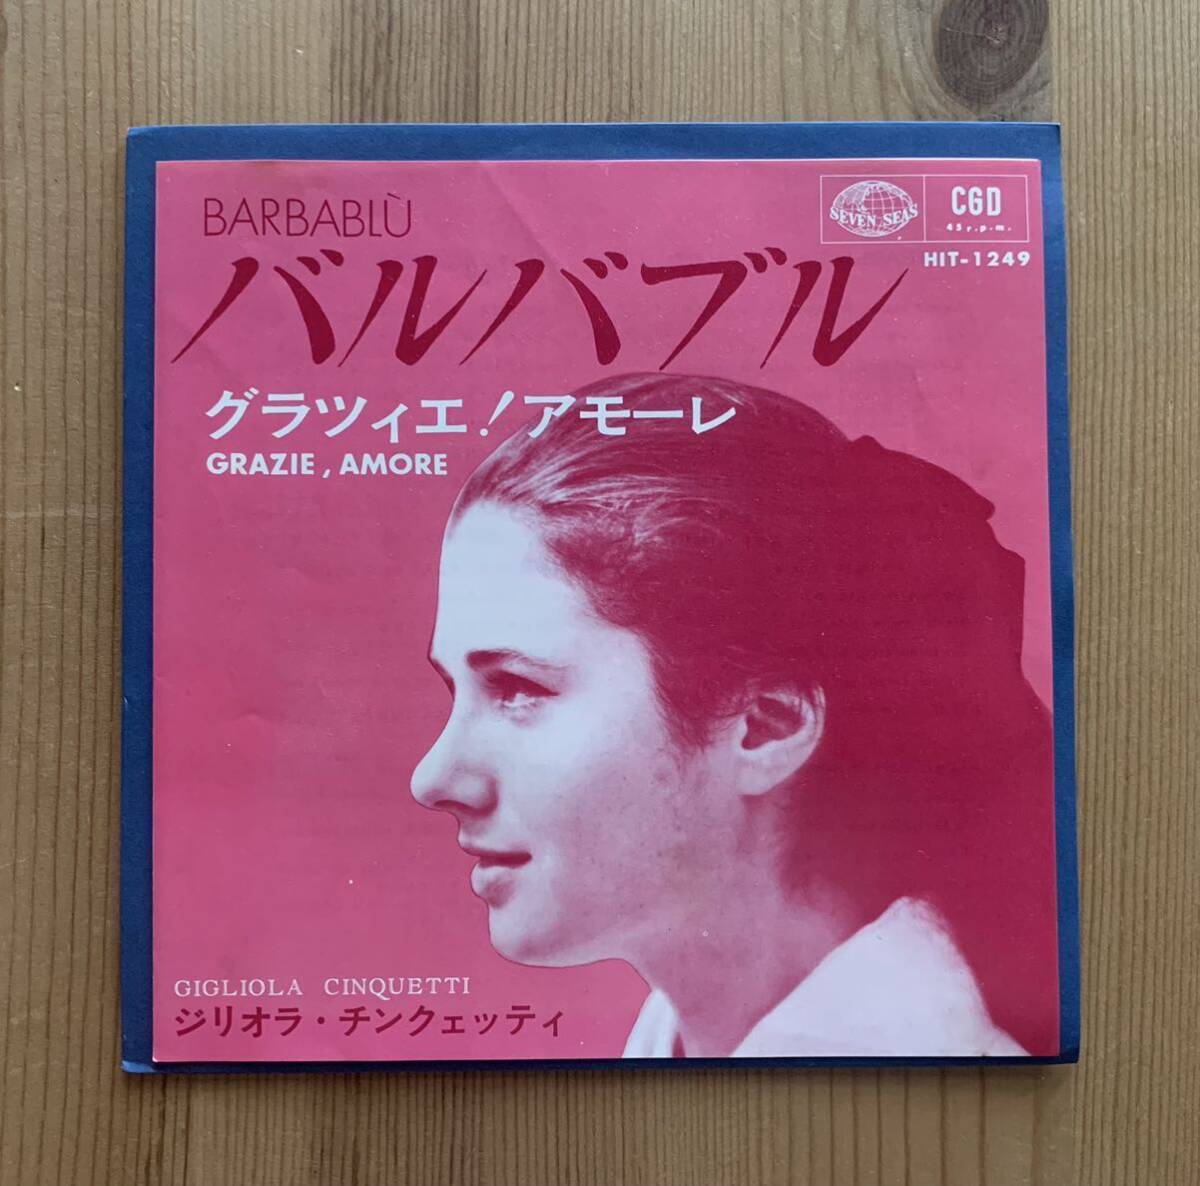 BARBABLÙ
バルバブル
グラツィエ!アモーレ
GRAZIE, AMORE
SEVEN SEAS
CGD
45 r.p.m.
HIT-1249
GIGLIOLA CINQUETTI
ジリオラ・チンクェッティ